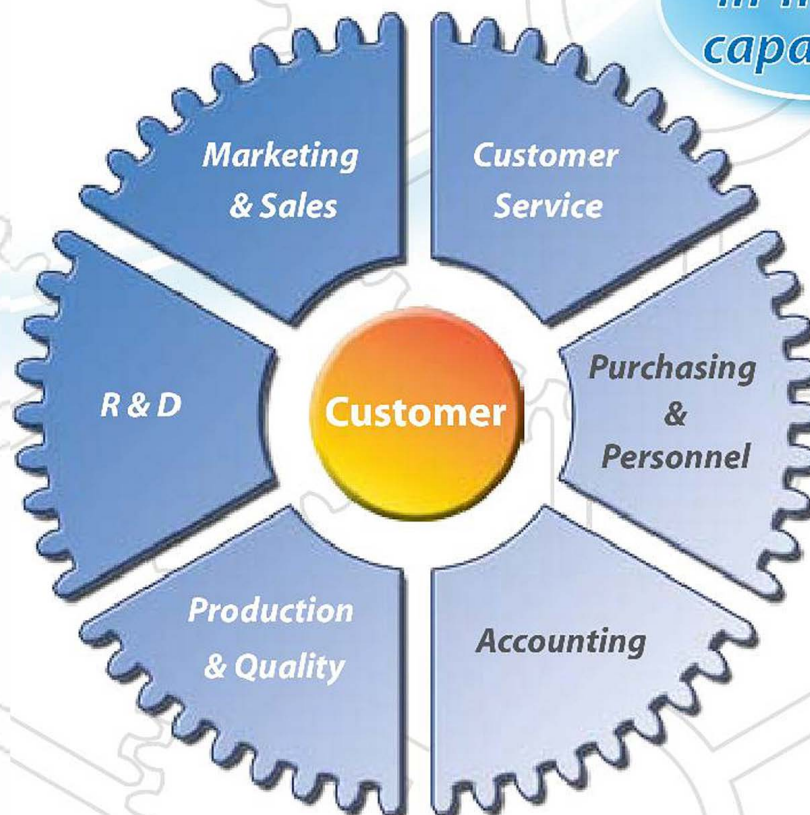 Marketing
& Sales
Customer
Service
R & D
Customer
Purchasing
&
Personnel
Production
& Quality
Accounting